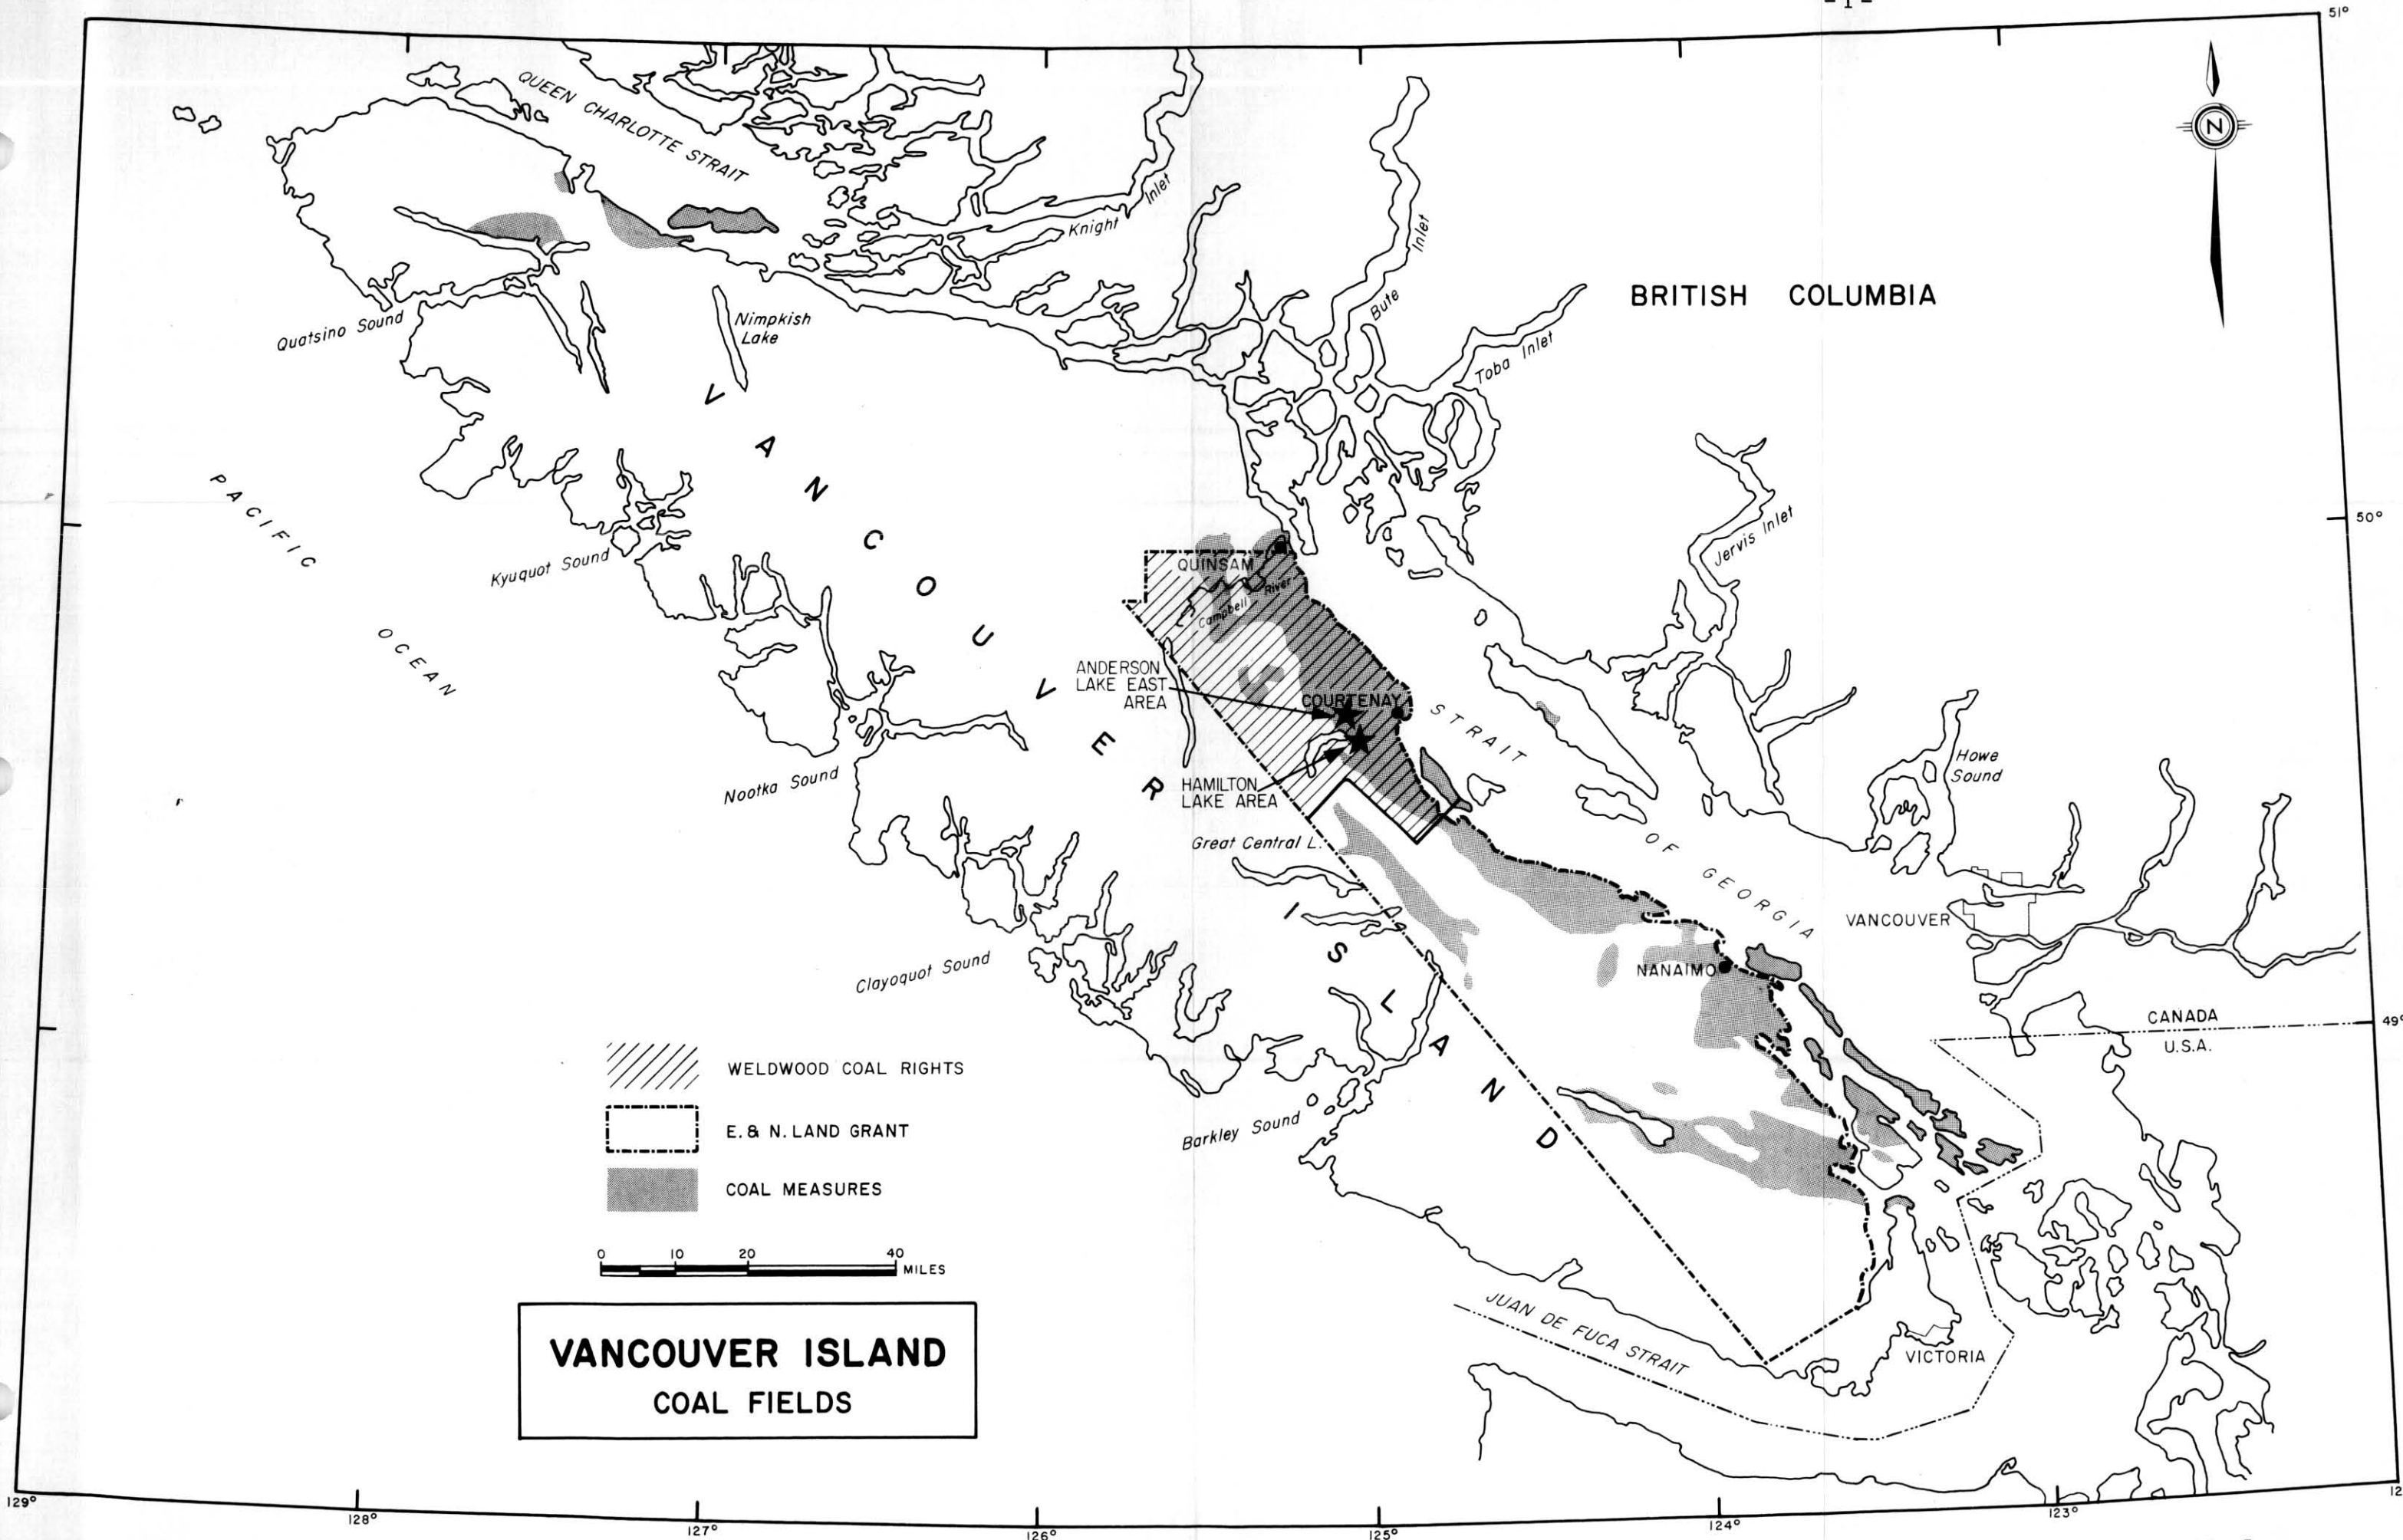 - 1 -
51°
QUEEN CHARLOTTE STRAIT
N
Knight
Inlet
Inlet
Bute
BRITISH COLUMBIA
Quatsino Sound
Nimpkish
Lake
Toba Inlet
VANCOUVER
ISLAND
PACIFIC
OCEAN
50°
Jervis Inlet
Kyuquot Sound
QUINSAM
Campbell River
ANDERSON
LAKE EAST
AREA
COURTENAY
STRAIT
OF
GEORGIA
Nootka Sound
HAMILTON
LAKE AREA
Howe
Sound
Great Central L.
VANCOUVER
Clayoquot Sound
NANAIMO
CANADA
U.S.A.
49°
Barkley Sound
WELDWOOD COAL RIGHTS
E. & N. LAND GRANT
COAL MEASURES
0 10 20 40
MILES
JUAN DE FUCA STRAIT
VICTORIA
VANCOUVER ISLAND
COAL FIELDS
129°
128°
127°
126°
125°
124°
123°
12